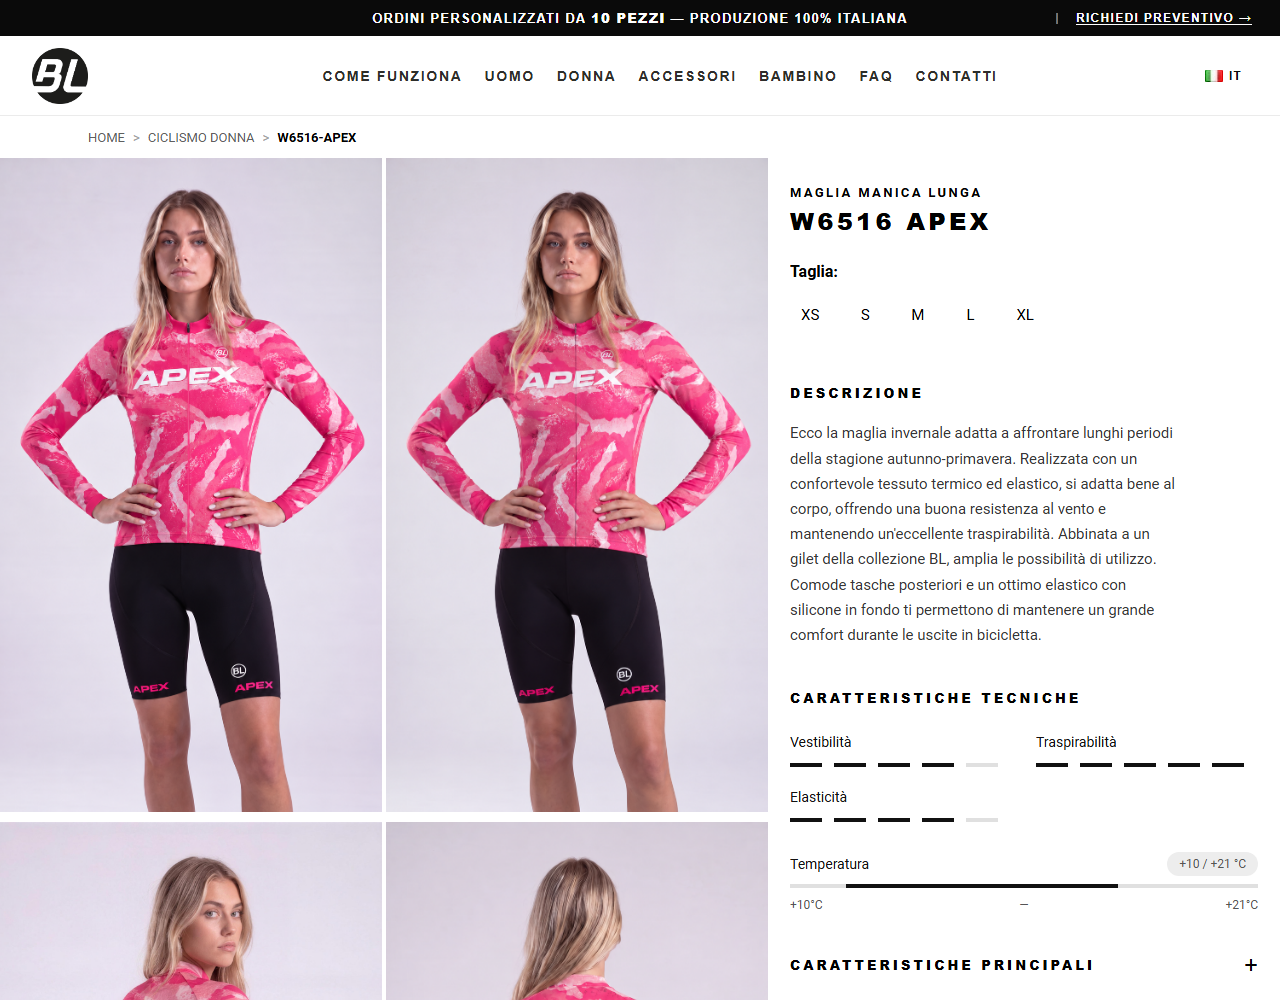 ORDINI PERSONALIZZATI DA 10 PEZZI — PRODUZIONE 100% ITALIANA
| RICHIEDI PREVENTIVO →
BL
COME FUNZIONA UOMO DONNA ACCESSORI BAMBINO FAQ CONTATTI
IT
HOME > CICLISMO DONNA > W6516-APEX
BL
APEX
BL
APEX
APEX
BL
APEX
BL
APEX
APEX
MAGLIA MANICA LUNGA
W6516 APEX
Taglia:
XS S M L XL
DESCRIZIONE
Ecco la maglia invernale adatta a affrontare lunghi periodi
della stagione autunno-primavera. Realizzata con un
confortevole tessuto termico ed elastico, si adatta bene al
corpo, offrendo una buona resistenza al vento e
mantenendo un'eccellente traspirabilità. Abbinata a un
gilet della collezione BL, amplia le possibilità di utilizzo.
Comode tasche posteriori e un ottimo elastico con
silicone in fondo ti permettono di mantenere un grande
comfort durante le uscite in bicicletta.
CARATTERISTICHE TECNICHE
Vestibilità Traspirabilità
Elasticità
Temperatura +10 / +21 °C
+10°C — +21°C
CARATTERISTICHE PRINCIPALI +